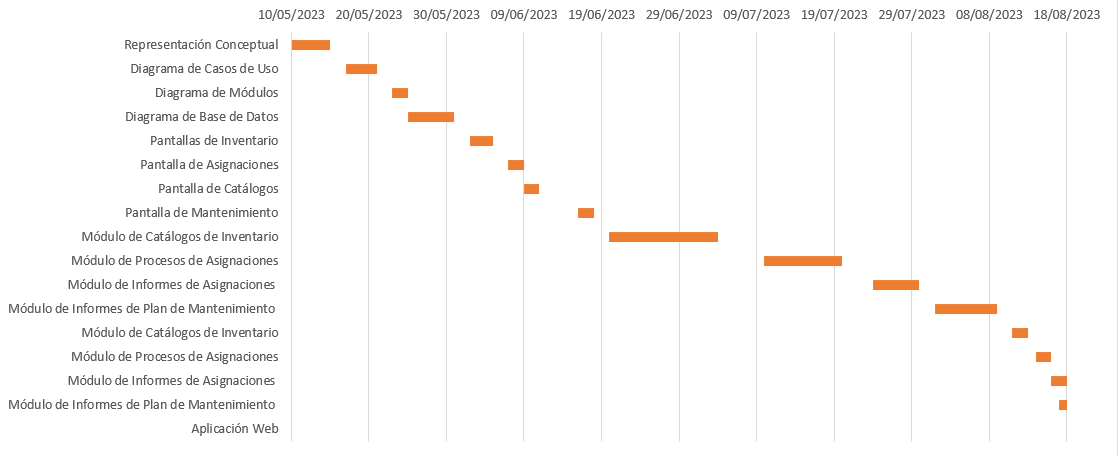 10/05/2023 20/05/2023 30/05/2023 09/06/2023 19/06/2023 29/06/2023 09/07/2023 19/07/2023 29/07/2023 08/08/2023 18/08/2023
Representación Conceptual
Diagrama de Casos de Uso
Diagrama de Módulos
Diagrama de Base de Datos
Pantallas de Inventario
Pantalla de Asignaciones
Pantalla de Catálogos
Pantalla de Mantenimiento
Módulo de Catálogos de Inventario
Módulo de Procesos de Asignaciones
Módulo de Informes de Asignaciones
Módulo de Informes de Plan de Mantenimiento
Módulo de Catálogos de Inventario
Módulo de Procesos de Asignaciones
Módulo de Informes de Asignaciones
Módulo de Informes de Plan de Mantenimiento
Aplicación Web